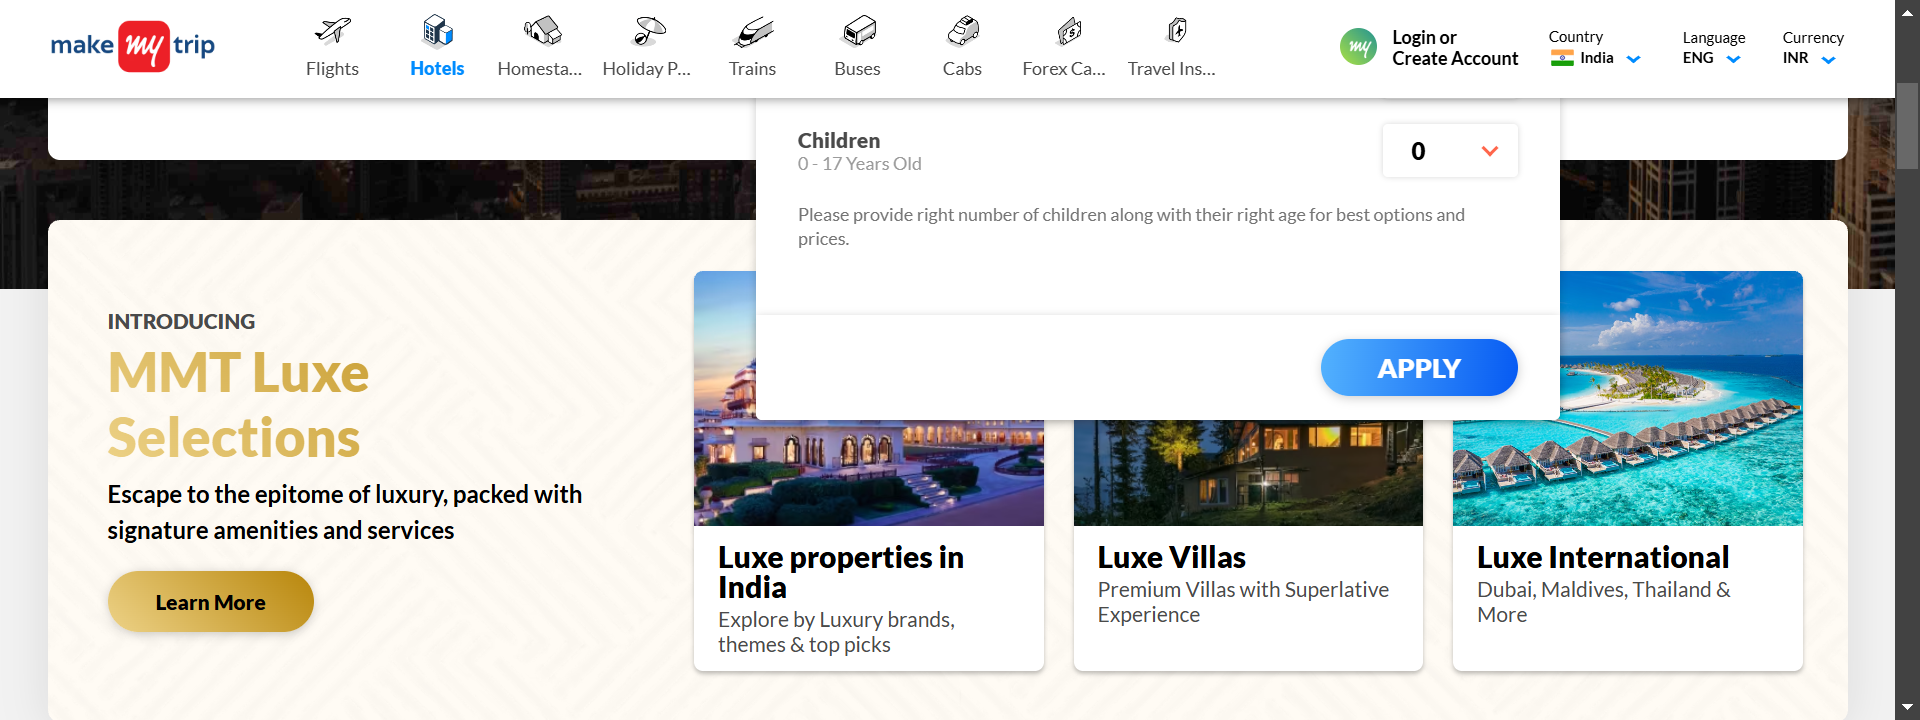 make my trip
Flights
Hotels
Homesta...
Holiday P...
Trains
Buses
Cabs
Forex Ca...
Travel Ins...
my
Login or
Create Account
Country
India
Language
ENG
Currency
INR
Children
0 - 17 Years Old
0
Please provide right number of children along with their right age for best options and
prices.
APPLY
INTRODUCING
MMT Luxe
Selections
Escape to the epitome of luxury, packed with
signature amenities and services
Learn More
Luxe properties in
India
Explore by Luxury brands,
themes & top picks
Luxe Villas
Premium Villas with Superlative
Experience
Luxe International
Dubai, Maldives, Thailand &
More